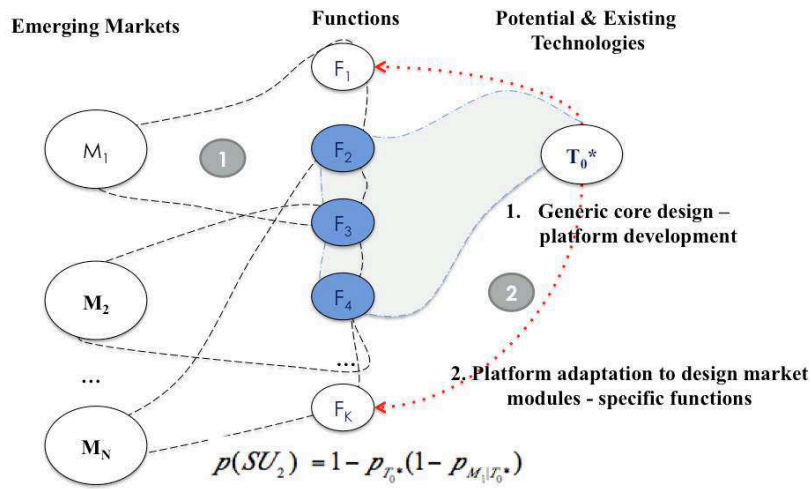 Emerging Markets
Functions
Potential & Existing
Technologies
F1
M1
1
F2
T0*
F3
1. Generic core design –
platform development
M2
F4
2
...
...
2. Platform adaptation to design market
modules - specific functions
FK
MN
p(SU2) = 1 - pT0*(1 - pM1|T0*)